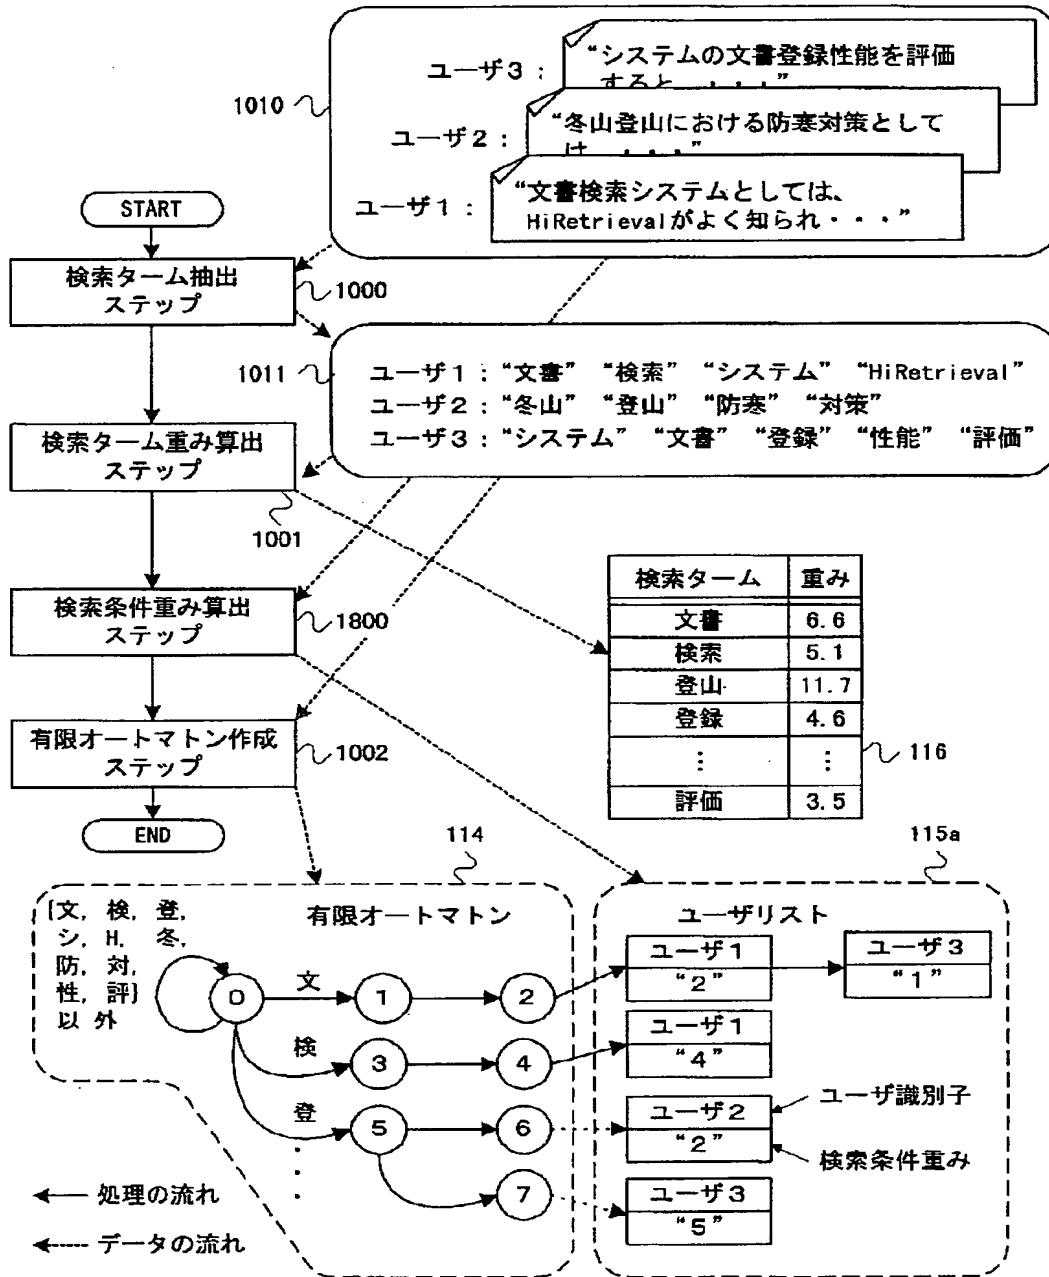 ユーザ3：
“システムの文書登録性能を評価
すると ・・・”
1010
ユーザ2：
“冬山登山における防寒対策として
は ・・・”
ユーザ1：
“文書検索システムとしては、
HiRetrievalがよく知られ・・・”
START
検索ターム抽出
ステップ
1000
1011
ユーザ1：“文書” “検索” “システム” “HiRetrieval”
ユーザ2：“冬山” “登山” “防寒” “対策”
ユーザ3：“システム” “文書” “登録” “性能” “評価”
検索ターム重み算出
ステップ
1001
検索条件重み算出
ステップ
1800
有限オートマトン作成
ステップ
1002
END
検索ターム 重み
文書 6.6
検索 5.1
登山 11.7
登録 4.6
⋮ ⋮
評価 3.5
116
114
有限オートマトン
[文，検，登，
シ，H，冬，
防，対，
性，評]
以外
0
文
1
2
検
3
4
登
5
6
7
・・・
115a
ユーザリスト
ユーザ1
“2”
ユーザ3
“1”
ユーザ1
“4”
ユーザ2
“2”
ユーザ識別子
検索条件重み
ユーザ3
“5”
処理の流れ
データの流れ